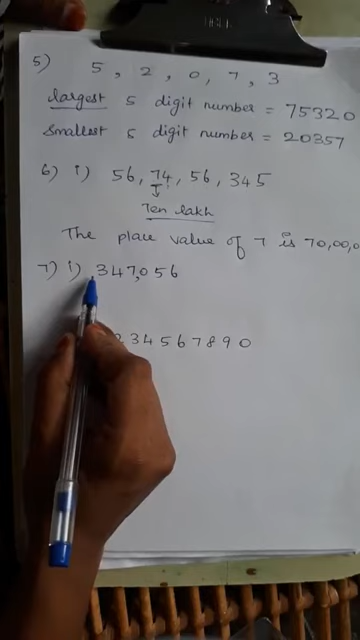 5) 5, 2, 0, 7, 3
largest 5 digit number = 75320
Smallest 5 digit number = 20357
6) i) 56, 74, 56, 345
Ten lakh
The place value of 7 is 70,00,0
7) i) 347,056
234567890